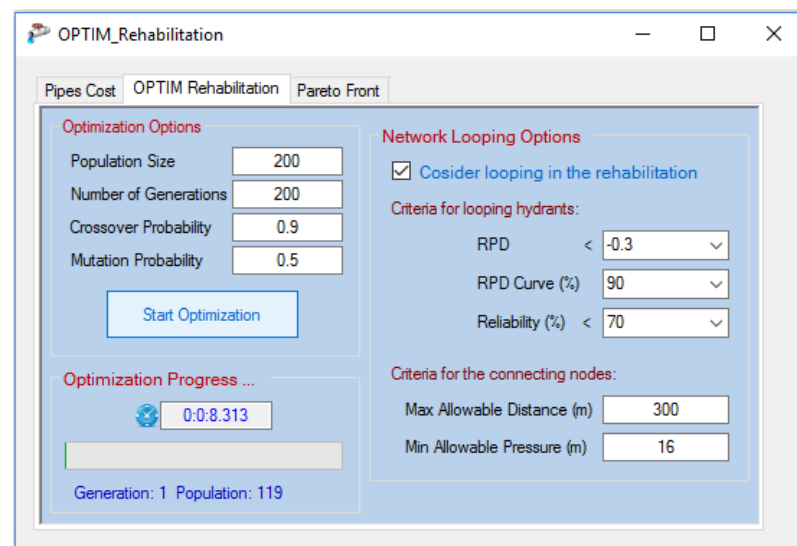 OPTIM_Rehabilitation
Pipes Cost OPTIM Rehabilitation Pareto Front
Optimization Options
Population Size 200
Number of Generations 200
Crossover Probability 0.9
Mutation Probability 0.5
Start Optimization
Optimization Progress ...
0:0:8.313
Generation: 1 Population: 119
Network Looping Options
Cosider looping in the rehabilitation
Criteria for looping hydrants:
RPD < -0.3
RPD Curve (%) 90
Reliability (%) < 70
Criteria for the connecting nodes:
Max Allowable Distance (m) 300
Min Allowable Pressure (m) 16